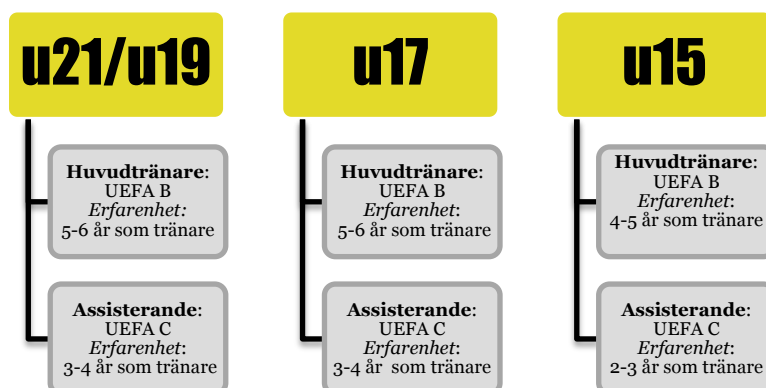 u21/u19
Huvudtränare:
UEFA B
Erfarenhet:
5-6 år som tränare
Assisterande:
UEFA C
Erfarenhet:
3-4 år som tränare
u17
Huvudtränare:
UEFA B
Erfarenhet:
5-6 år som tränare
Assisterande:
UEFA C
Erfarenhet:
3-4 år  som tränare
u15
Huvudtränare:
UEFA B
Erfarenhet:
4-5 år som tränare
Assisterande:
UEFA C
Erfarenhet:
2-3 år som tränare